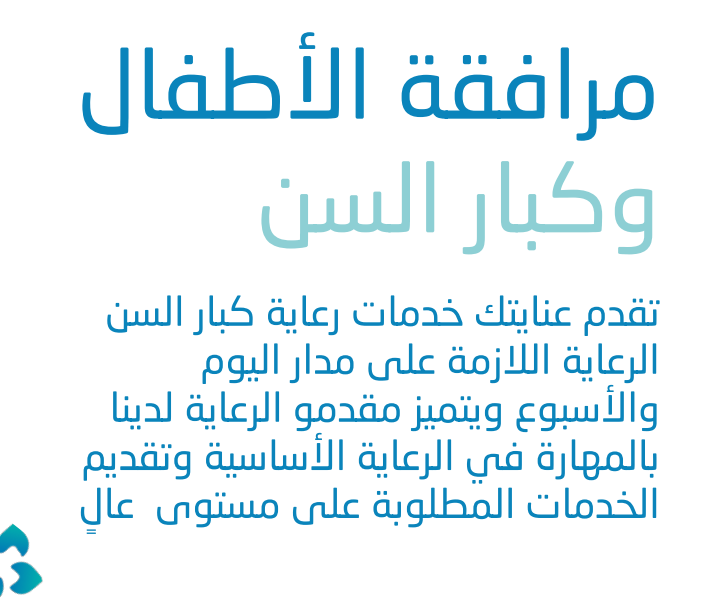 مرافقة الأطفال
وكبار السن
تقدم عنايتك خدمات رعاية كبار السن
الرعاية اللازمة على مدار اليوم
والأسبوع ويتميز مقدمو الرعاية لدينا
بالمهارة في الرعاية الأساسية وتقديم
الخدمات المطلوبة على مستوى عالٍ